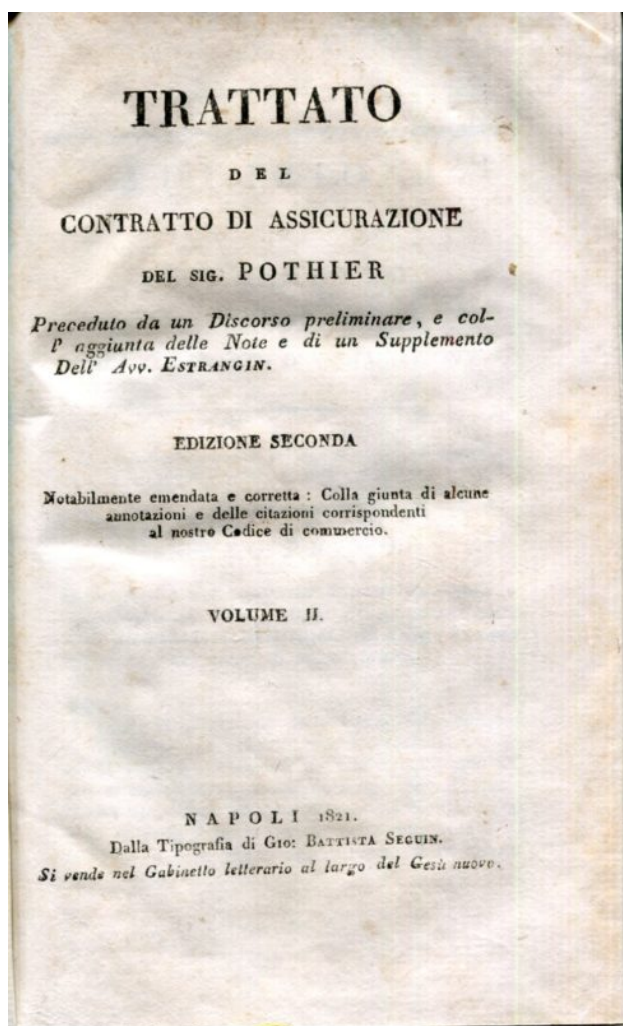 TRATTATO
DEL
CONTRATTO DI ASSICURAZIONE
DEL SIG. POTHIER
Preceduto da un Discorso preliminare, e col-
l' aggiunta delle Note e di un Supplemento
Dell' Avv. ESTRANGIN.
EDIZIONE SECONDA
Notabilmente emendata e corretta : Colla giunta di alcune
annotazioni e delle citazioni corrispondenti
al nostro Codice di commercio.
VOLUME II.
NAPOLI 1821.
Dalla Tipografia di GIO: BATTISTA SEGUIN.
Si vende nel Gabinetto letterario al largo del Gesù nuovo.